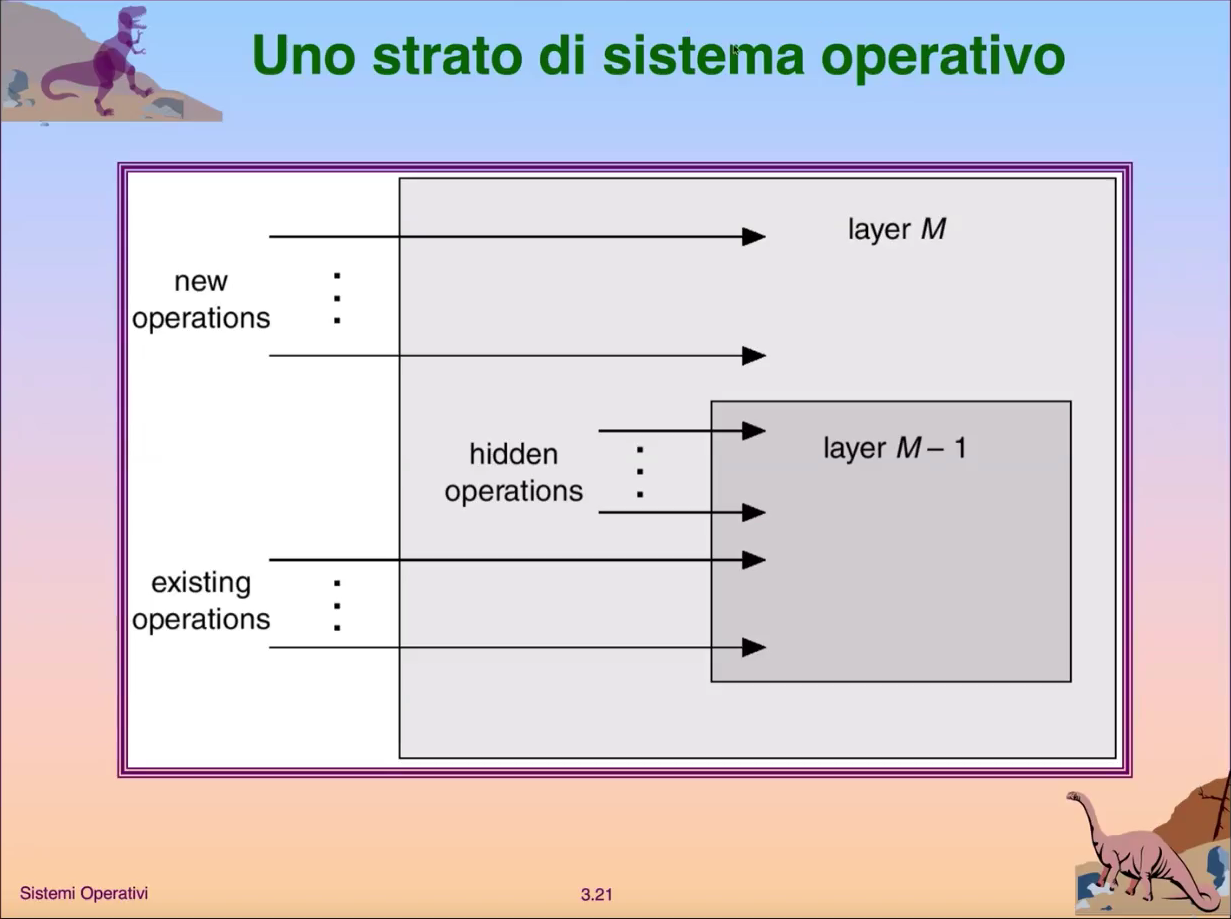 Uno strato di sistema operativo
layer M
new
operations
hidden
operations
layer M – 1
existing
operations
Sistemi Operativi
3.21